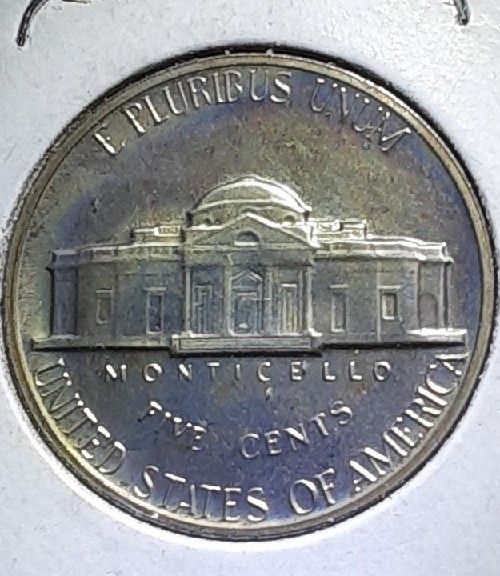 E PLURIBUS UNUM
MONTICELLO
FIVE CENTS
UNITED STATES OF AMERICA